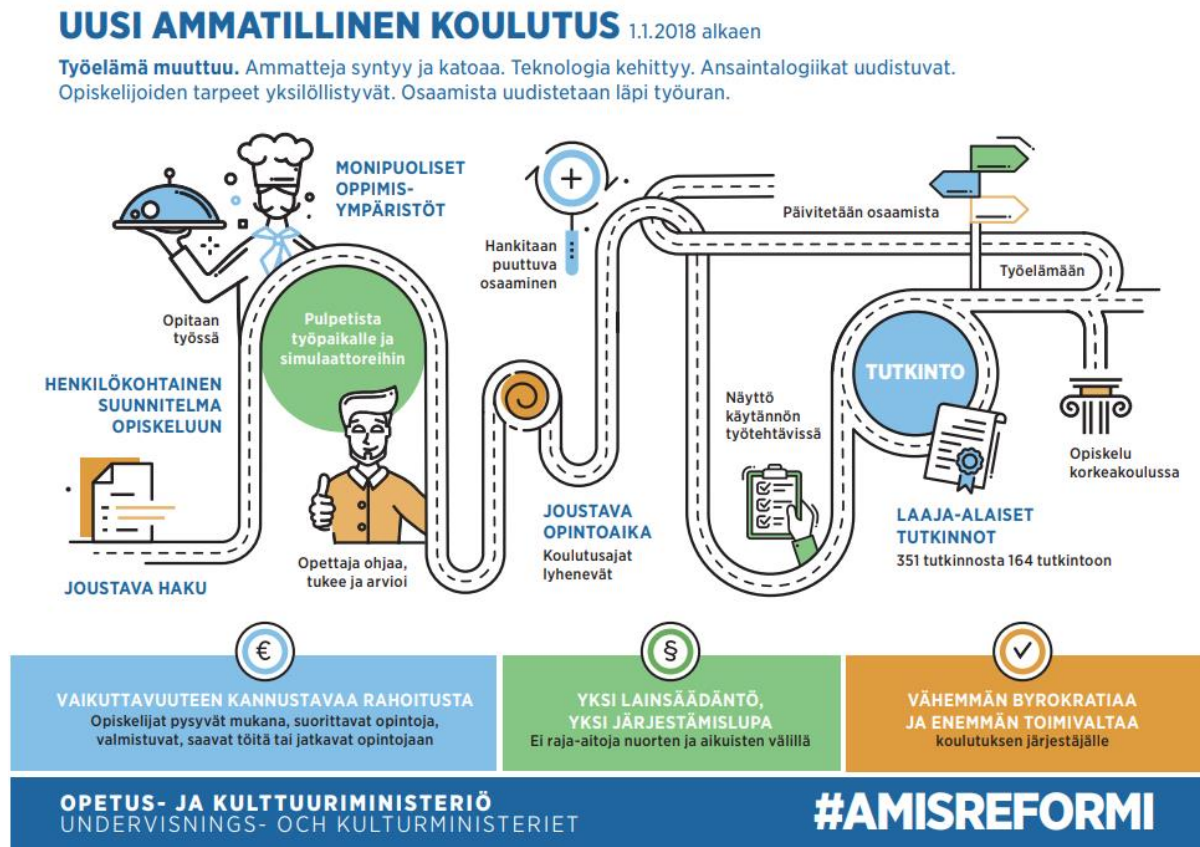 UUSI AMMATILLINEN KOULUTUS 1.1.2018 alkaen
Työelämä muuttuu. Ammatteja syntyy ja katoaa. Teknologia kehittyy. Ansaintalogiikat uudistuvat.
Opiskelijoiden tarpeet yksilöllistyvät. Osaamista uudistetaan läpi työuran.
MONIPUOLISET
OPPIMIS-
YMPÄRISTÖT
Hankitaan
puuttuva
osaaminen
Päivitetään osaamista
Työelämään
Opitaan
työssä
Pulpetista
työpaikalle ja
simulaattoreihin
HENKILÖKOHTAINEN
SUUNNITELMA
OPISKELUUN
TUTKINTO
Näyttö
käytännön
työtehtävissä
Opiskelu
korkeakoulussa
JOUSTAVA
OPINTOAIKA
Koulutusajat
lyhenevät
LAAJA-ALAISET
TUTKINNOT
351 tutkinnosta 164 tutkintoon
Opettaja ohjaa,
tukee ja arvioi
JOUSTAVA HAKU
€
VAIKUTTAVUUTEEN KANNUSTAVAA RAHOITUSTA
Opiskelijat pysyvät mukana, suorittavat opintoja,
valmistuvat, saavat töitä tai jatkavat opintojaan
§
YKSI LAINSÄÄDÄNTÖ,
YKSI JÄRJESTÄMISLUPA
Ei raja-aitoja nuorten ja aikuisten välillä
VÄHEMMÄN BYROKRATIAA
JA ENEMMÄN TOIMIVALTAA
koulutuksen järjestäjälle
OPETUS- JA KULTTUURIMINISTERIÖ
UNDERVISNINGS- OCH KULTURMINISTERIET
#AMISREFORMI